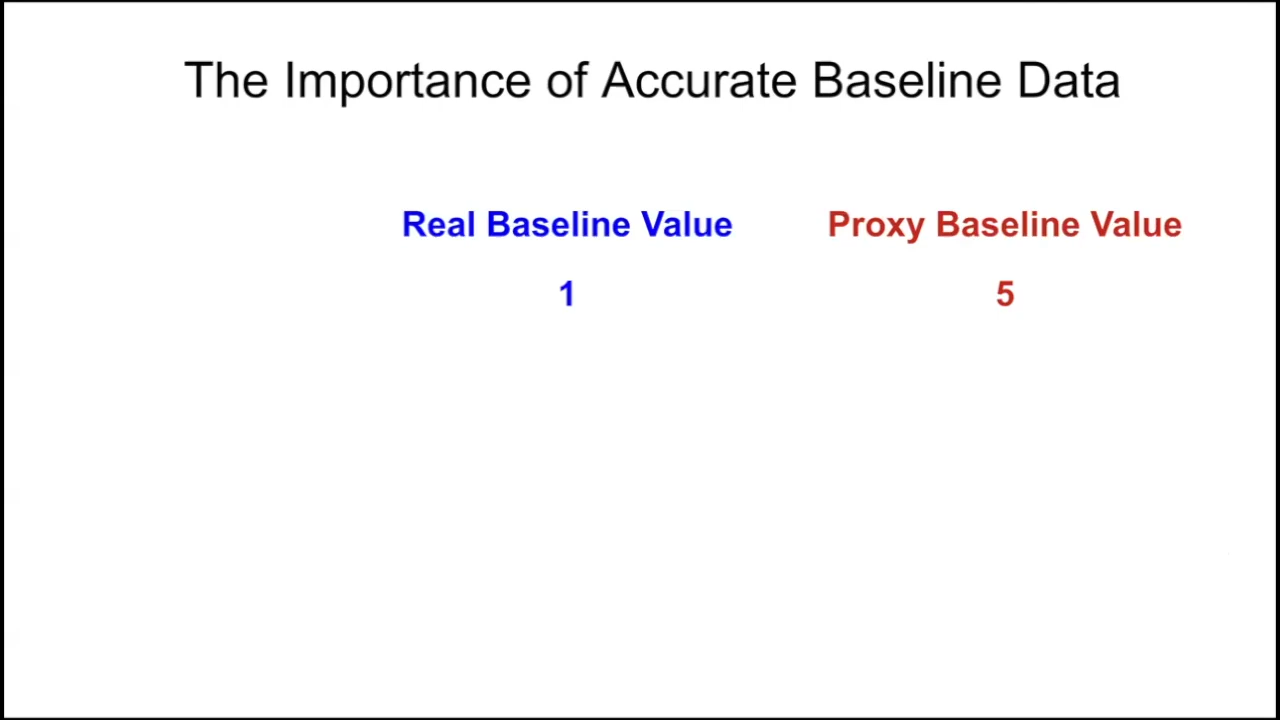 The Importance of Accurate Baseline Data
Real Baseline Value Proxy Baseline Value
1 5